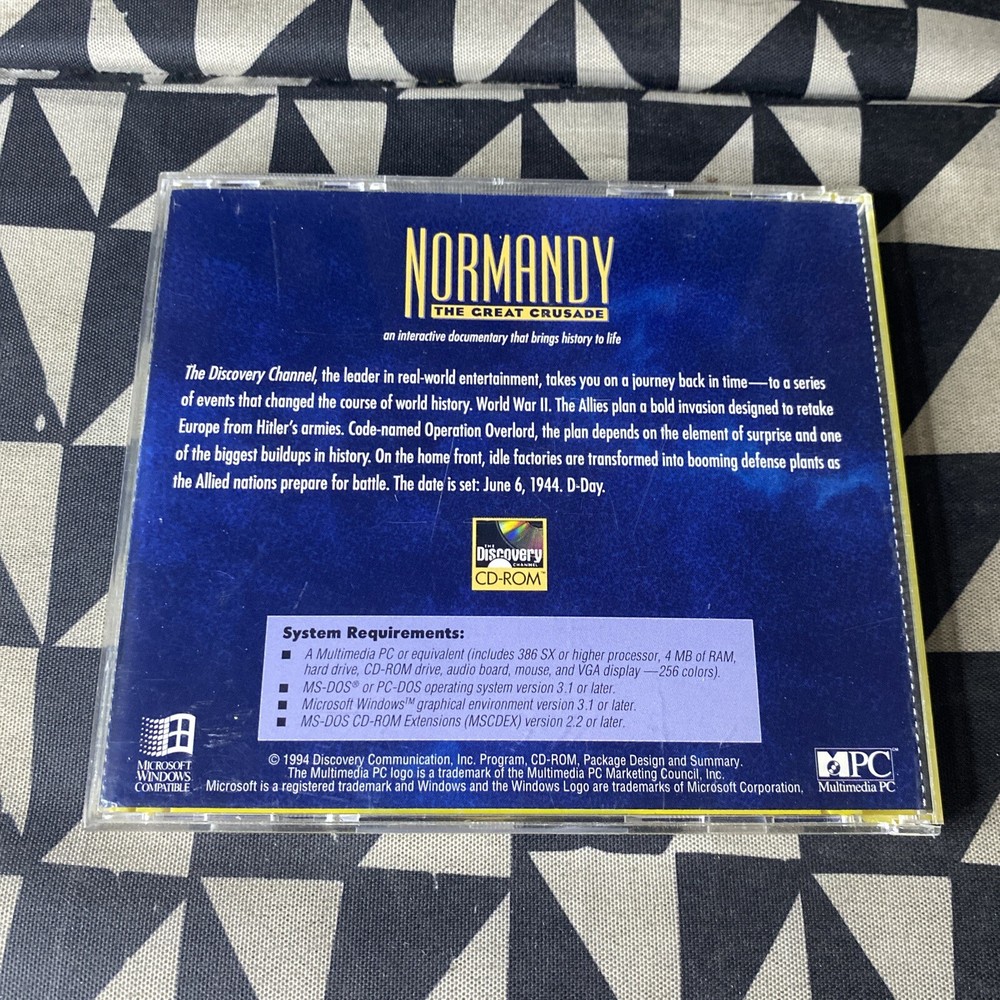 NORMANDY
THE GREAT CRUSADE
an interactive documentary that brings history to life
The Discovery Channel, the leader in real-world entertainment, takes you on a journey back in time—to a series
of events that changed the course of world history. World War II. The Allies plan a bold invasion designed to retake
Europe from Hitler's armies. Code-named Operation Overlord, the plan depends on the element of surprise and one
of the biggest buildups in history. On the home front, idle factories are transformed into booming defense plants as
the Allied nations prepare for battle. The date is set: June 6, 1944. D-Day.
THE
Discovery
CHANNEL
CD-ROM™
System Requirements:
■ A Multimedia PC or equivalent (includes 386 SX or higher processor, 4 MB of RAM,
hard drive, CD-ROM drive, audio board, mouse, and VGA display —256 colors).
■ MS-DOS® or PC-DOS operating system version 3.1 or later.
■ Microsoft Windows™ graphical environment version 3.1 or later.
■ MS-DOS CD-ROM Extensions (MSCDEX) version 2.2 or later.
MICROSOFT
WINDOWS
COMPATIBLE
© 1994 Discovery Communication, Inc. Program, CD-ROM, Package Design and Summary.
The Multimedia PC logo is a trademark of the Multimedia PC Marketing Council, Inc.
Microsoft is a registered trademark and Windows and the Windows Logo are trademarks of Microsoft Corporation.
MPC™
Multimedia PC